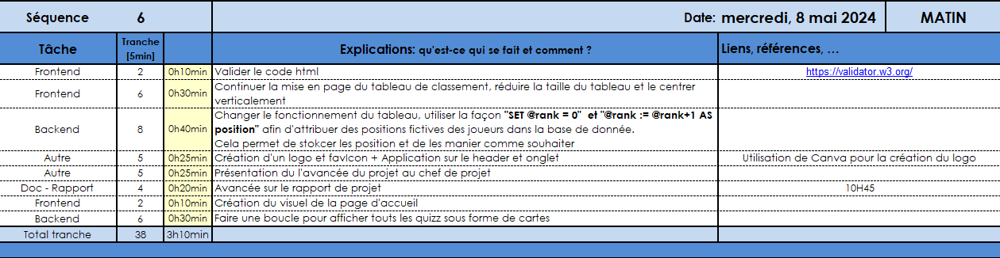 Séquence 6 Date: mercredi, 8 mai 2024 MATIN
Tâche Tranche [5min] Explications: qu'est-ce qui se fait et comment ? Liens, références, ...
Frontend 2 0h10min Valider le code html https://validator.w3.org/
Frontend 6 0h30min Continuer la mise en page du tableau de classement, réduire la taille du tableau et le centrer
verticalement
Backend 8 0h40min Changer le fonctionnement du tableau, utiliser la façon "SET @rank = 0" et "@rank := @rank+1 AS
position" afin d'attribuer des positions fictives des joueurs dans la base de donnée.
Cela permet de stokcer les position et de les manier comme souhaiter
Autre 5 0h25min Création d'un logo et favIcon + Application sur le header et onglet Utilisation de Canva pour la création du logo
Autre 5 0h25min Présentation du l'avancée du projet au chef de projet
Doc - Rapport 4 0h20min Avancée sur le rapport de projet 10H45
Frontend 2 0h10min Création du visuel de la page d'accueil
Backend 6 0h30min Faire une boucle pour afficher touts les quizz sous forme de cartes
Total tranche 38 3h10min